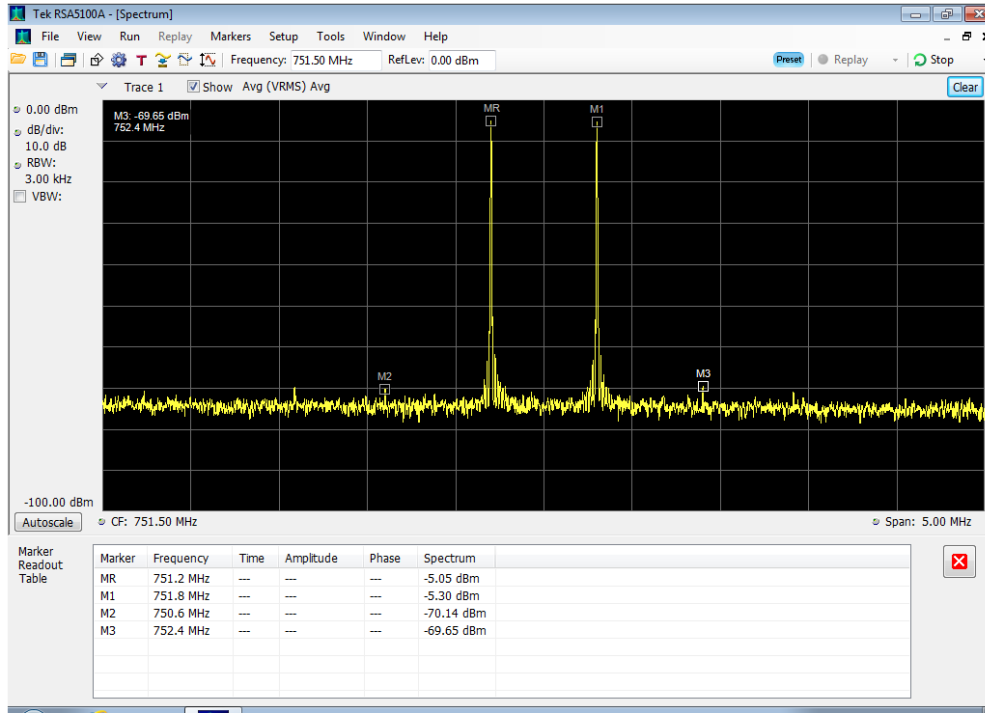 Tek RSA5100A - [Spectrum]
File View Run Replay Markers Setup Tools Window Help
T Frequency: 751.50 MHz RefLev: 0.00 dBm Preset Replay Stop
Trace 1 Show Avg (VRMS) Avg Clear
0.00 dBm
dB/div:
10.0 dB
RBW:
3.00 kHz
VBW:
M3: -69.65 dBm
752.4 MHz
MR M1
M2 M3
-100.00 dBm
Autoscale CF: 751.50 MHz Span: 5.00 MHz
Marker
Readout
Table
Marker Frequency Time Amplitude Phase Spectrum
MR 751.2 MHz --- --- --- -5.05 dBm
M1 751.8 MHz --- --- --- -5.30 dBm
M2 750.6 MHz --- --- --- -70.14 dBm
M3 752.4 MHz --- --- --- -69.65 dBm